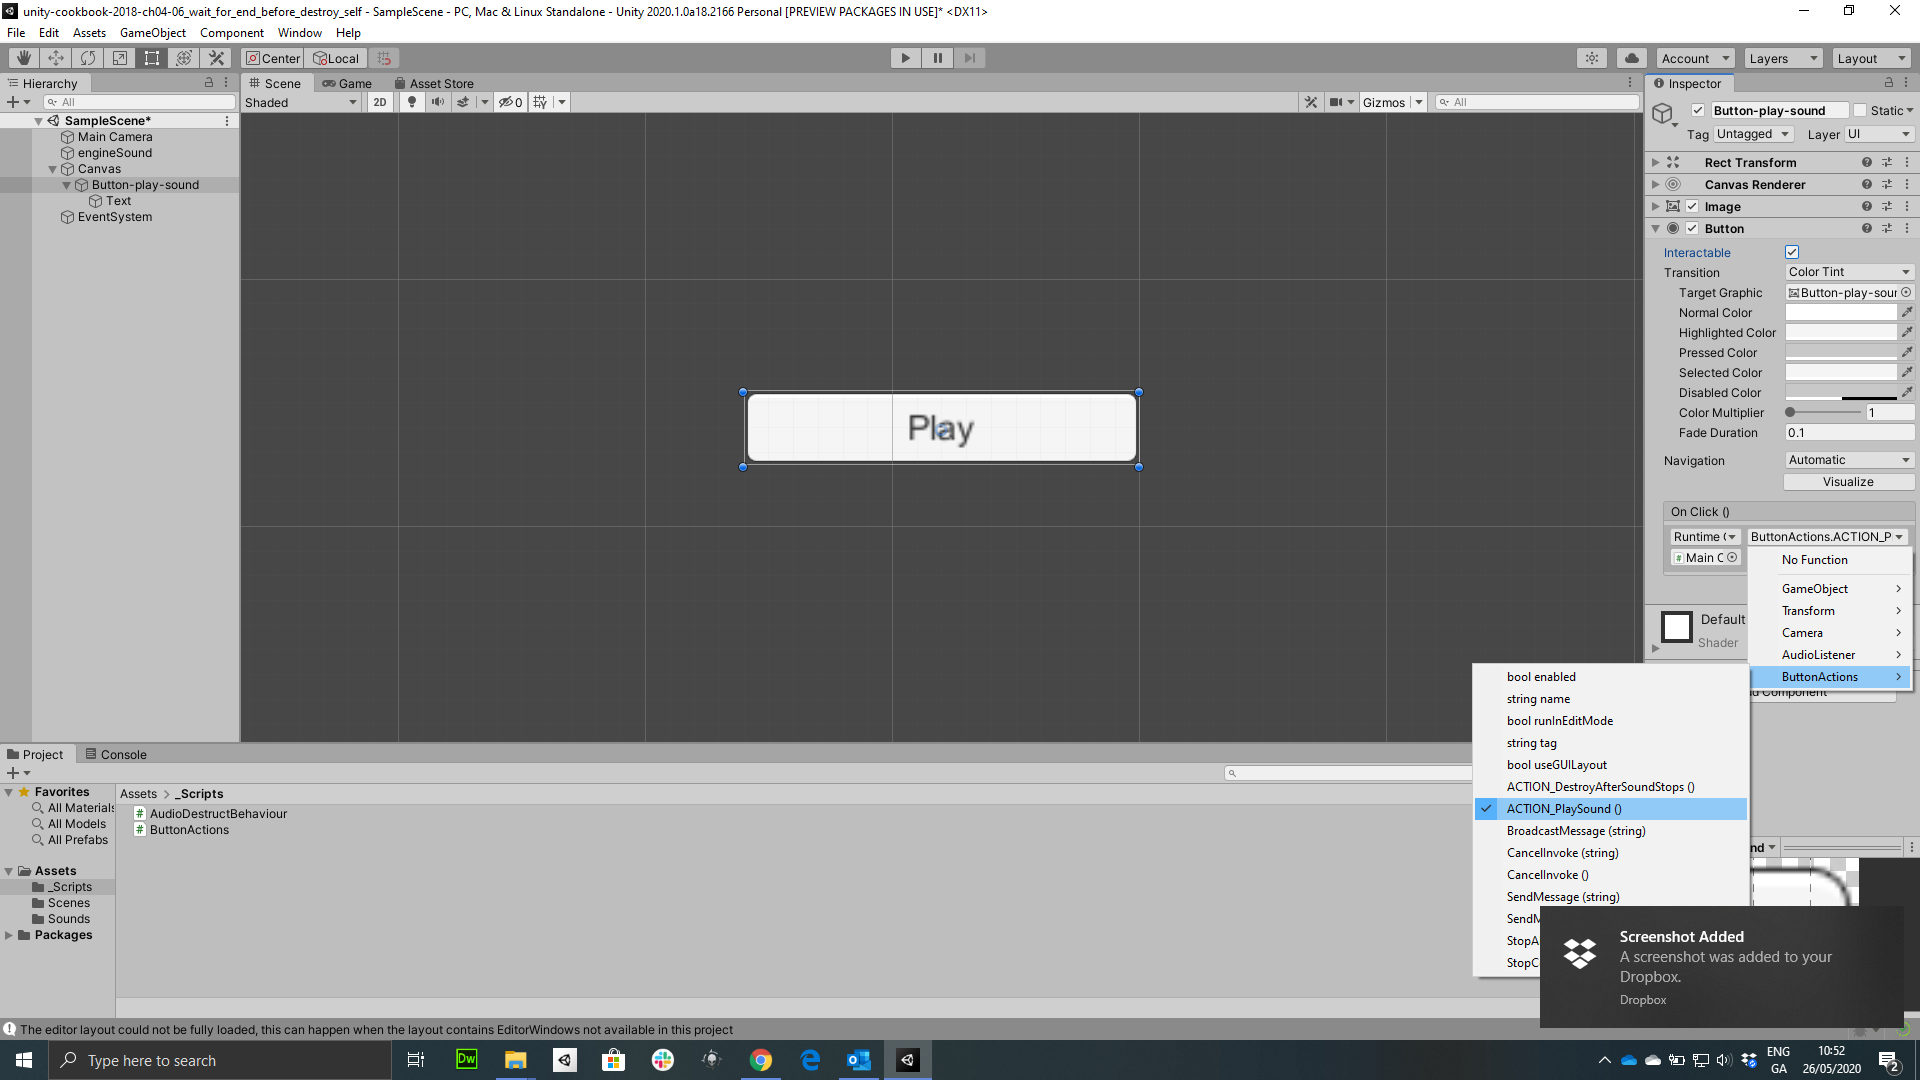 unity-cookbook-2018-ch04-06_wait_for_end_before_destroy_self - SampleScene - PC, Mac & Linux Standalone - Unity 2020.1.0a18.2166 Personal [PREVIEW PACKAGES IN USE]* <DX11>
File Edit Assets GameObject Component Window Help
Center Local Account Layers Layout
Hierarchy
All
SampleScene*
Main Camera
engineSound
Canvas
Button-play-sound
Text
EventSystem
Scene Game Asset Store
Shaded 2D 0 Gizmos All
Play
Inspector
Button-play-sound Static
Tag Untagged Layer UI
Rect Transform
Canvas Renderer
Image
Button
Interactable
Transition Color Tint
Target Graphic Button-play-sour
Normal Color
Highlighted Color
Pressed Color
Selected Color
Disabled Color
Color Multiplier 1
Fade Duration 0.1
Navigation Automatic
Visualize
On Click ()
Runtime ButtonActions.ACTION_P
Main C
No Function
GameObject
Transform
Camera
AudioListener
ButtonActions
Default
Shader
Component
bool enabled
string name
bool runInEditMode
string tag
bool useGUILayout
ACTION_DestroyAfterSoundStops ()
ACTION_PlaySound ()
BroadcastMessage (string)
CancelInvoke (string)
CancelInvoke ()
SendMessage (string)
SendM
StopA
StopC
nd
Project Console
Favorites
All Materials
All Models
All Prefabs
Assets
_Scripts
Scenes
Sounds
Packages
Assets > _Scripts
AudioDestructBehaviour
ButtonActions
Screenshot Added
A screenshot was added to your
Dropbox.
Dropbox
The editor layout could not be fully loaded, this can happen when the layout contains EditorWindows not available in this project
Type here to search
Dw
ENG
GA
10:52
26/05/2020
2